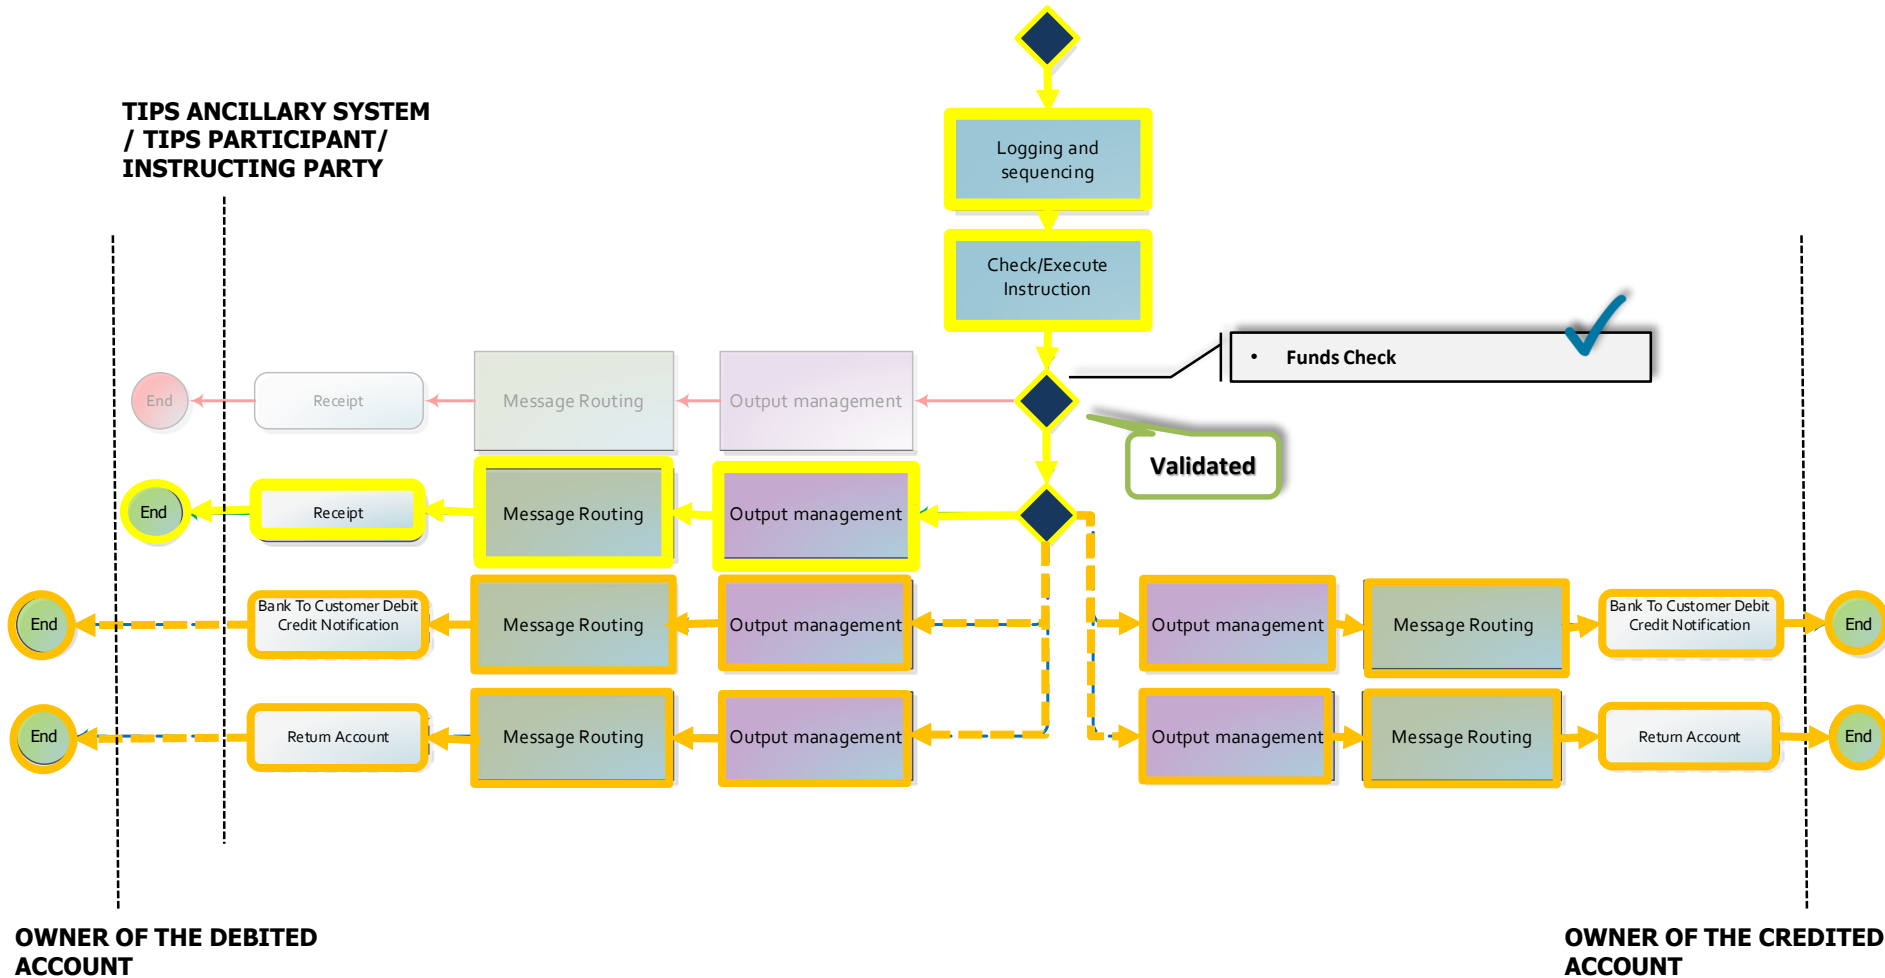 TIPS ANCILLARY SYSTEM
/ TIPS PARTICIPANT/
INSTRUCTING PARTY
Logging and
sequencing
Check/Execute
Instruction
• Funds Check
End
Receipt
Message Routing
Output management
Validated
End
Receipt
Message Routing
Output management
End
Bank To Customer Debit
Credit Notification
Message Routing
Output management
Output management
Message Routing
Bank To Customer Debit
Credit Notification
End
End
Return Account
Message Routing
Output management
Output management
Message Routing
Return Account
End
OWNER OF THE DEBITED
ACCOUNT
OWNER OF THE CREDITED
ACCOUNT